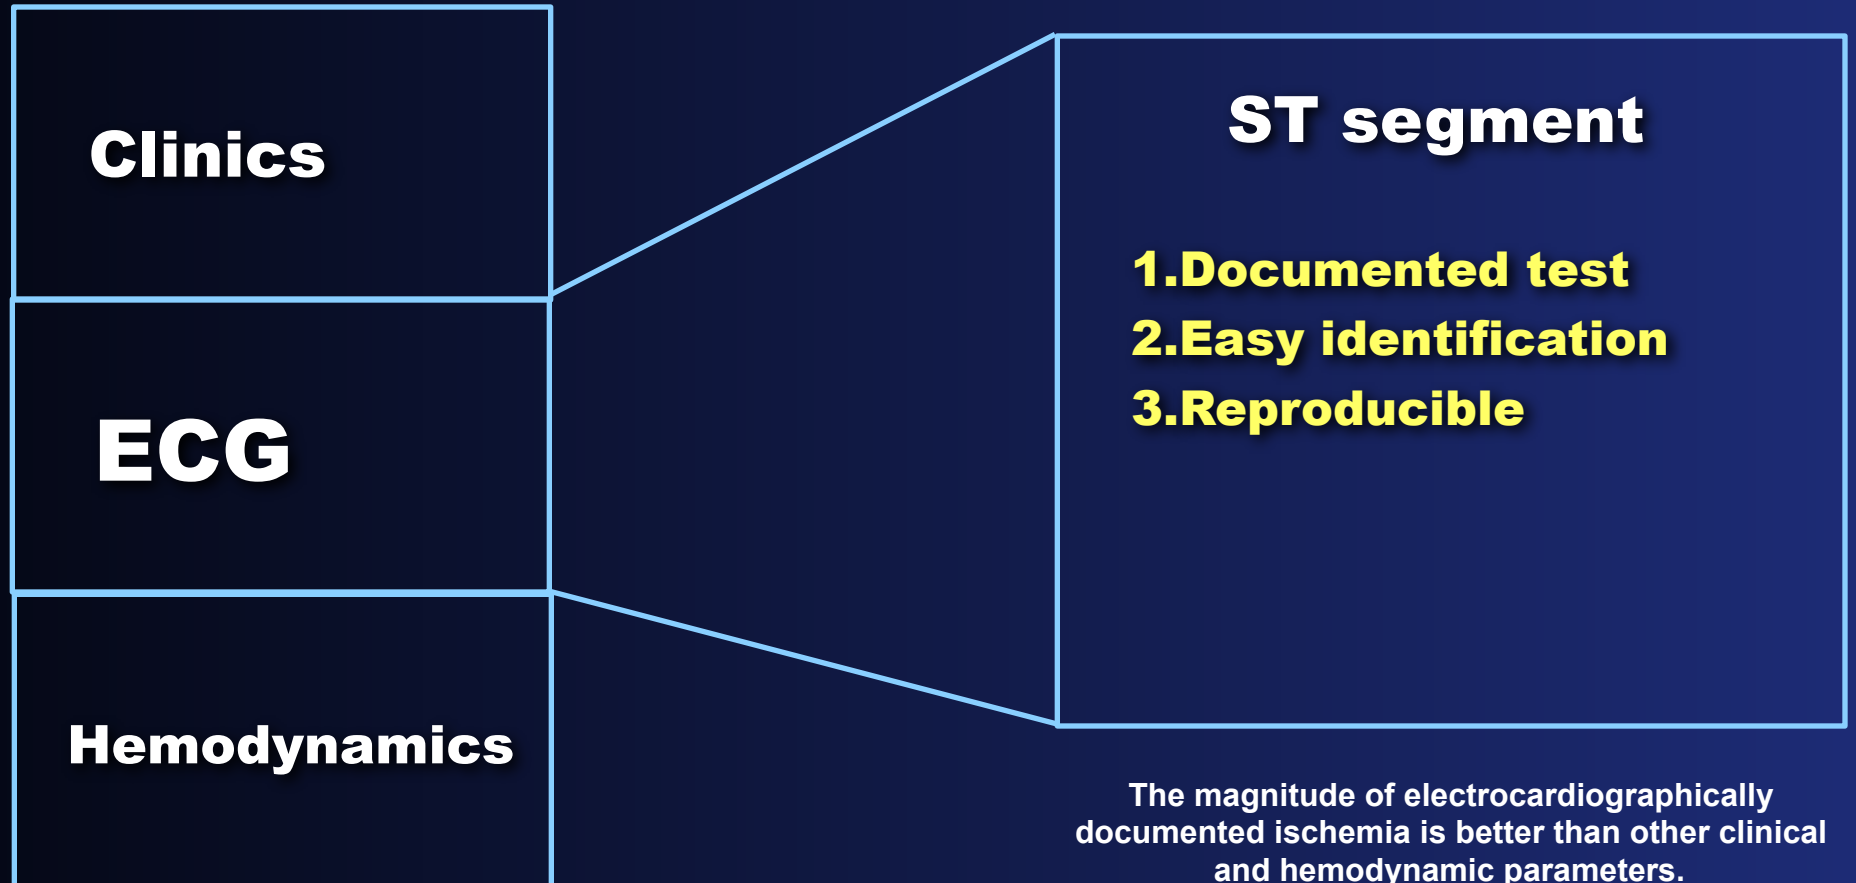 Clinics
ECG
Hemodynamics
ST segment
1.Documented test
2.Easy identification
3.Reproducible
The magnitude of electrocardiographically
documented ischemia is better than other clinical
and hemodynamic parameters.